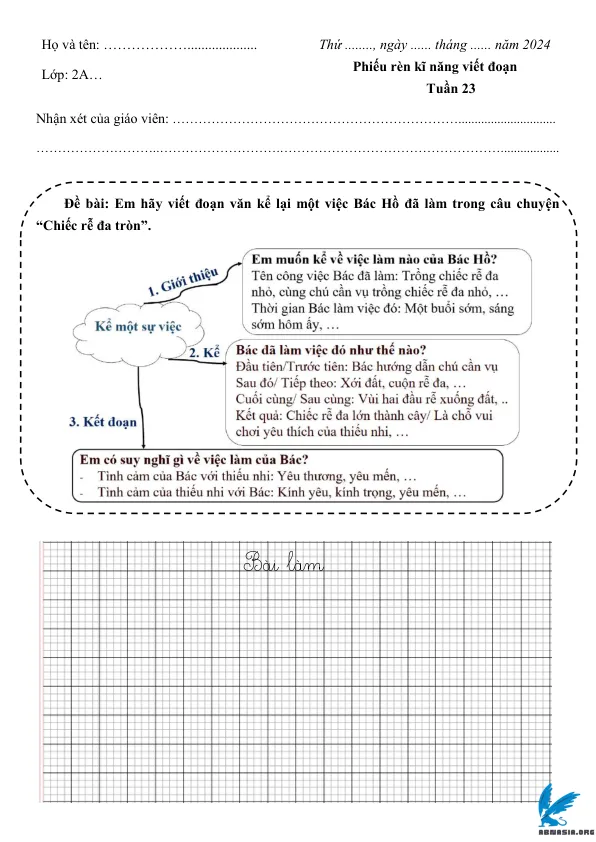 Họ và tên: ………………....................
Thứ ........, ngày ...... tháng ...... năm 2024
Lớp: 2A…
Phiếu rèn kĩ năng viết đoạn
Tuần 23
Nhận xét của giáo viên: …………………………………………………………............................
……………………...…………………………………………………………………….................
Đề bài: Em hãy viết đoạn văn kể lại một việc Bác Hồ đã làm trong câu chuyện
“Chiếc rễ đa tròn”.
Kể một sự việc
1. Giới thiệu
Em muốn kể về việc làm nào của Bác Hồ?
Tên công việc Bác đã làm: Trồng chiếc rễ đa
nhỏ, cùng chú cần vụ trồng chiếc rễ đa nhỏ, …
Thời gian Bác làm việc đó: Một buổi sớm, sáng
sớm hôm ấy, …
2. Kể
Bác đã làm việc đó như thế nào?
Đầu tiên/Trước tiên: Bác hướng dẫn chú cần vụ
Sau đó/ Tiếp theo: Xới đất, cuộn rễ đa, …
Cuối cùng/ Sau cùng: Vùi hai đầu rễ xuống đất, ..
Kết quả: Chiếc rễ đa lớn thành cây/ Là chỗ vui
chơi yêu thích của thiếu nhi, …
3. Kết đoạn
Em có suy nghĩ gì về việc làm của Bác?
- Tình cảm của Bác với thiếu nhi: Yêu thương, yêu mến, …
- Tình cảm của thiếu nhi với Bác: Kính yêu, kính trọng, yêu mến, …
Bài làm
ABNASIA.ORG